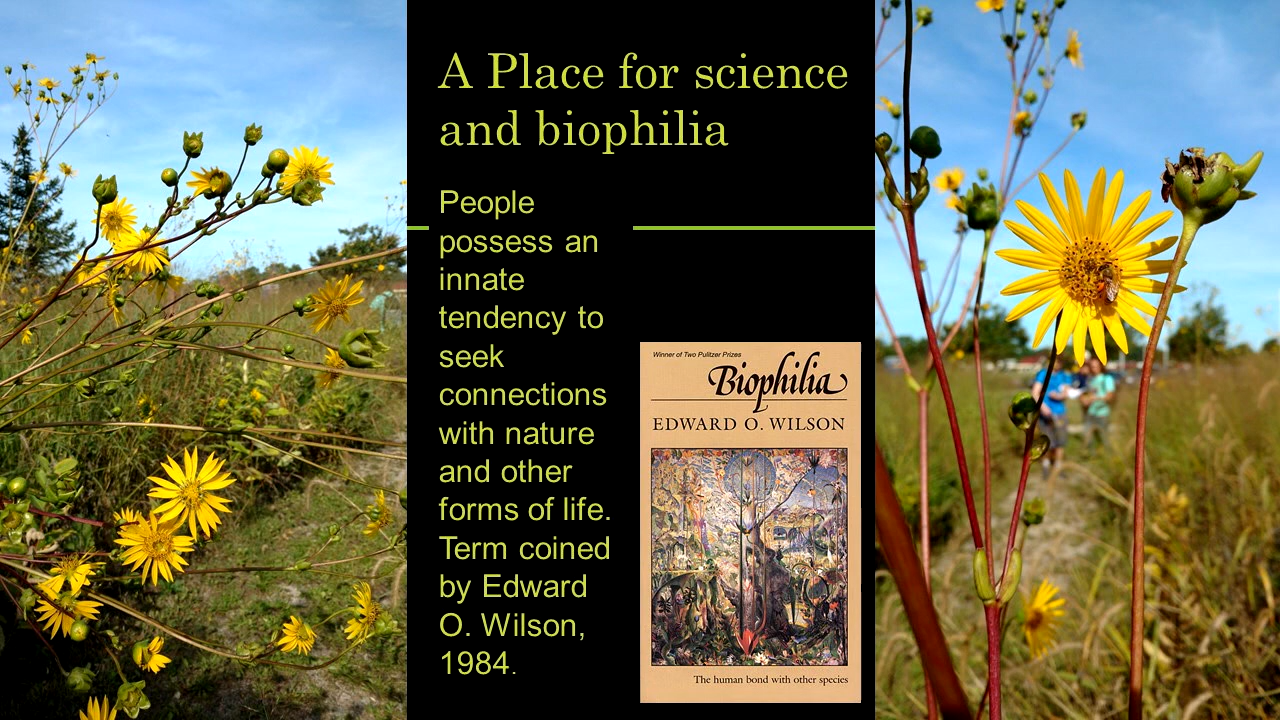 A Place for science
and biophilia
People
possess an
innate
tendency to
seek
connections
with nature
and other
forms of life.
Term coined
by Edward
O. Wilson,
1984.
Winner of Two Pulitzer Prizes
Biophilia
EDWARD O. WILSON
The human bond with other species